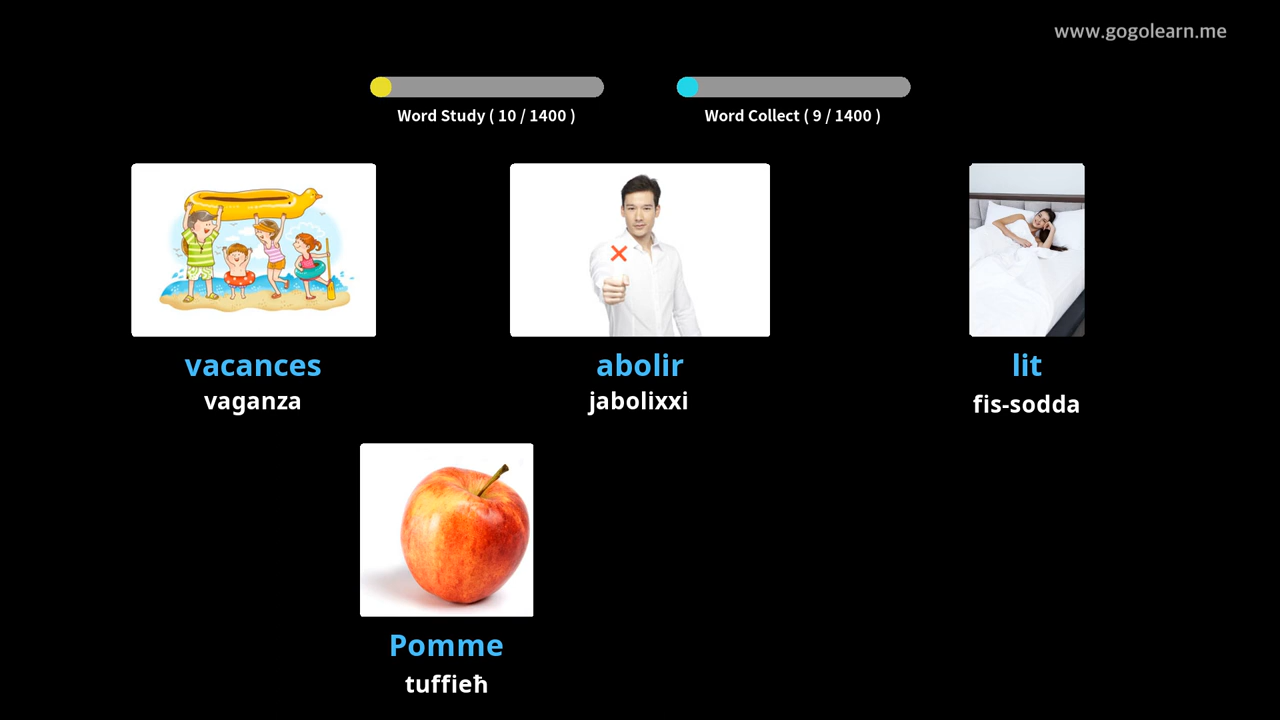 www.gogolearn.me
Word Study ( 10 / 1400 )
Word Collect ( 9 / 1400 )
vacances
vaganza
abolir
jabolixxi
lit
fis-sodda
Pomme
tuffieħ